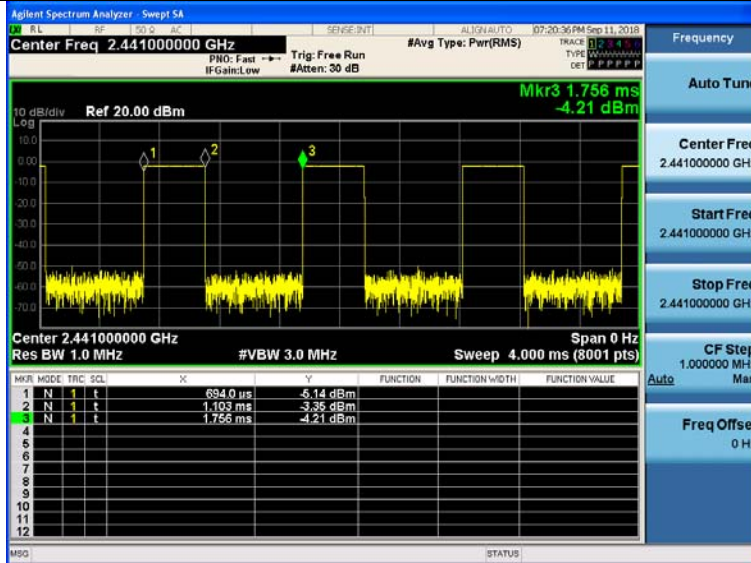 Agilent Spectrum Analyzer - Swept SA
RL RF 50 Ω AC SENSE:INT ALIGN AUTO 07:20:36 PM Sep 11, 2018
Center Freq 2.441000000 GHz #Avg Type: Pwr(RMS) TRACE 1 2 3 4 5 6
PNO: Fast Trig: Free Run TYPE
IFGain:Low #Atten: 30 dB DET P P P P P P
Frequency
Mkr3 1.756 ms
-4.21 dBm
10 dB/div Ref 20.00 dBm
Log
10.0
0.00
-10.0
-20.0
-30.0
-40.0
-50.0
-60.0
-70.0
1
2
3
Center 2.441000000 GHz Span 0 Hz
Res BW 1.0 MHz #VBW 3.0 MHz Sweep 4.000 ms (8001 pts)
MKR MODE TRC SCL X Y FUNCTION FUNCTION WIDTH FUNCTION VALUE
1 N 1 t 694.0 µs -5.14 dBm
2 N 1 t 1.103 ms -3.35 dBm
3 N 1 t 1.756 ms -4.21 dBm
4
5
6
7
8
9
10
11
12
MSG STATUS
Auto Tun
Center Fre
2.441000000 GH
Start Fre
2.441000000 GH
Stop Fre
2.441000000 GH
CF Step
1.000000 MH
Auto Ma
Freq Offse
0 H